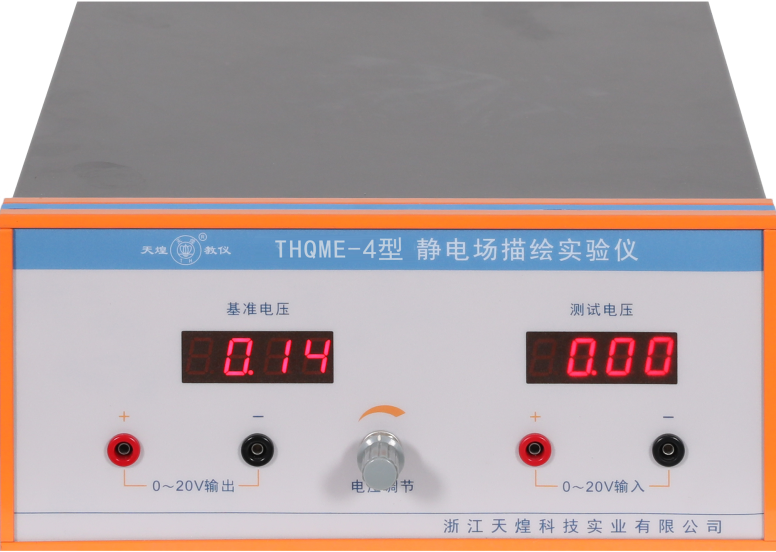 天煌 ® 教仪 THQME-4型 静电场描绘实验仪
基准电压 测试电压
0.14 0.00
+ − + −
0～20V输出 电压调节 0～20V输入
浙江天煌科技实业有限公司